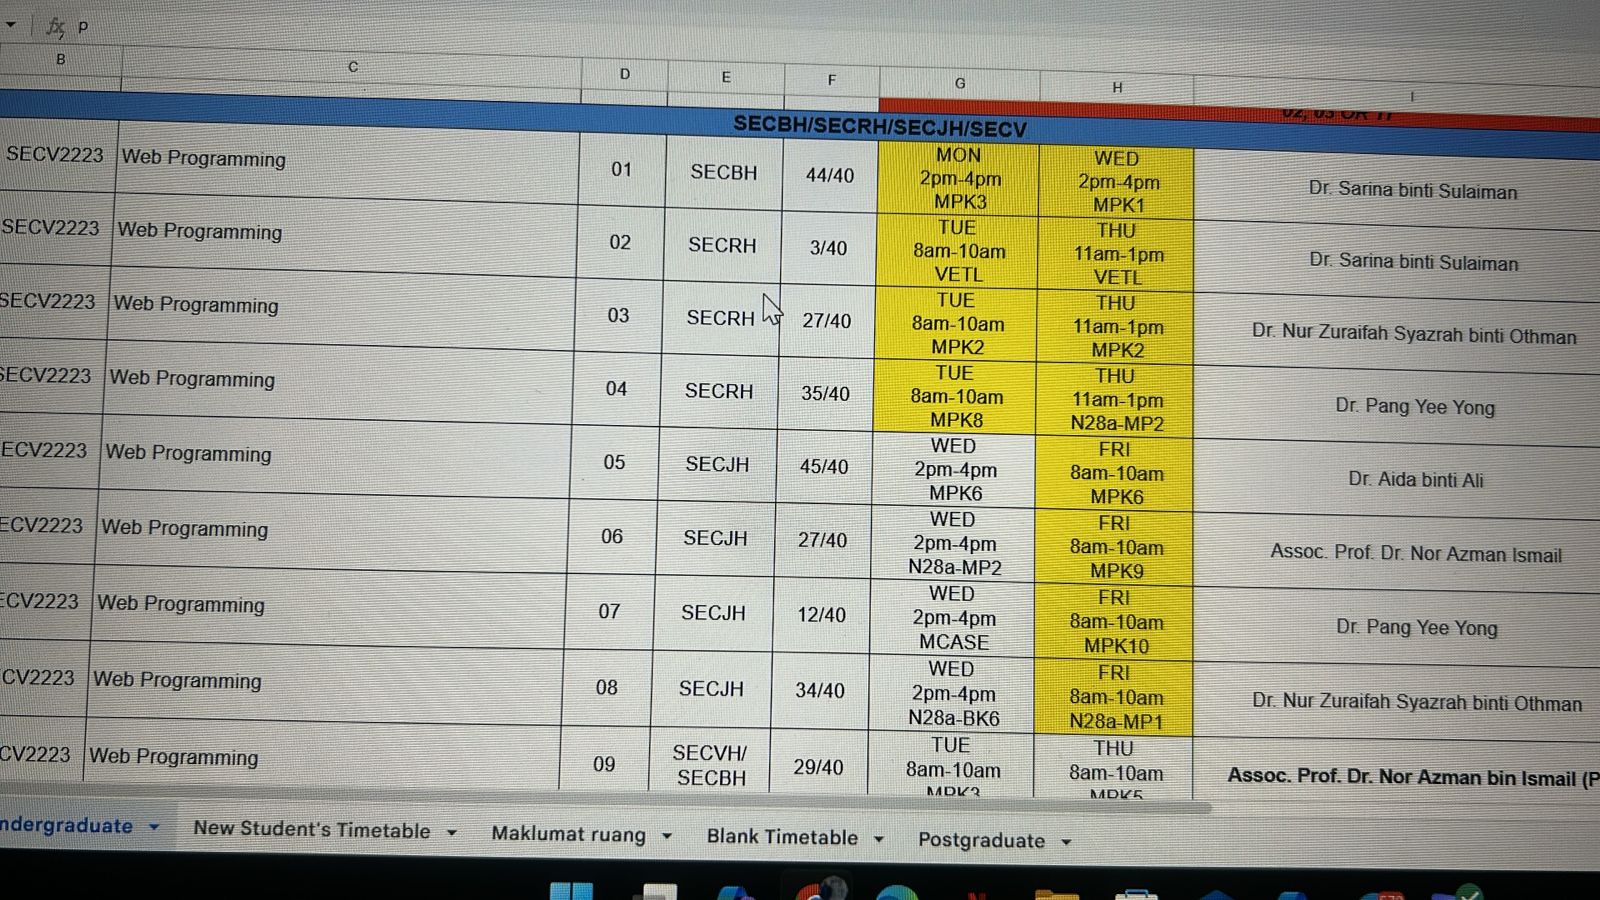 fx P
B C D E F G H I
02, 03 OR 11
SECBH/SECRH/SECJH/SECV
SECV2223 Web Programming 01 SECBH 44/40 MON 2pm-4pm MPK3 WED 2pm-4pm MPK1 Dr. Sarina binti Sulaiman
SECV2223 Web Programming 02 SECRH 3/40 TUE 8am-10am VETL THU 11am-1pm VETL Dr. Sarina binti Sulaiman
SECV2223 Web Programming 03 SECRH 27/40 TUE 8am-10am MPK2 THU 11am-1pm MPK2 Dr. Nur Zuraifah Syazrah binti Othman
SECV2223 Web Programming 04 SECRH 35/40 TUE 8am-10am MPK8 THU 11am-1pm N28a-MP2 Dr. Pang Yee Yong
ECV2223 Web Programming 05 SECJH 45/40 WED 2pm-4pm MPK6 FRI 8am-10am MPK6 Dr. Aida binti Ali
ECV2223 Web Programming 06 SECJH 27/40 WED 2pm-4pm N28a-MP2 FRI 8am-10am MPK9 Assoc. Prof. Dr. Nor Azman Ismail
ECV2223 Web Programming 07 SECJH 12/40 WED 2pm-4pm MCASE FRI 8am-10am MPK10 Dr. Pang Yee Yong
CV2223 Web Programming 08 SECJH 34/40 WED 2pm-4pm N28a-BK6 FRI 8am-10am N28a-MP1 Dr. Nur Zuraifah Syazrah binti Othman
CV2223 Web Programming 09 SECVH/ SECBH 29/40 TUE 8am-10am MPK3 THU 8am-10am MPK5 Assoc. Prof. Dr. Nor Azman bin Ismail (P
ndergraduate New Student's Timetable Maklumat ruang Blank Timetable Postgraduate